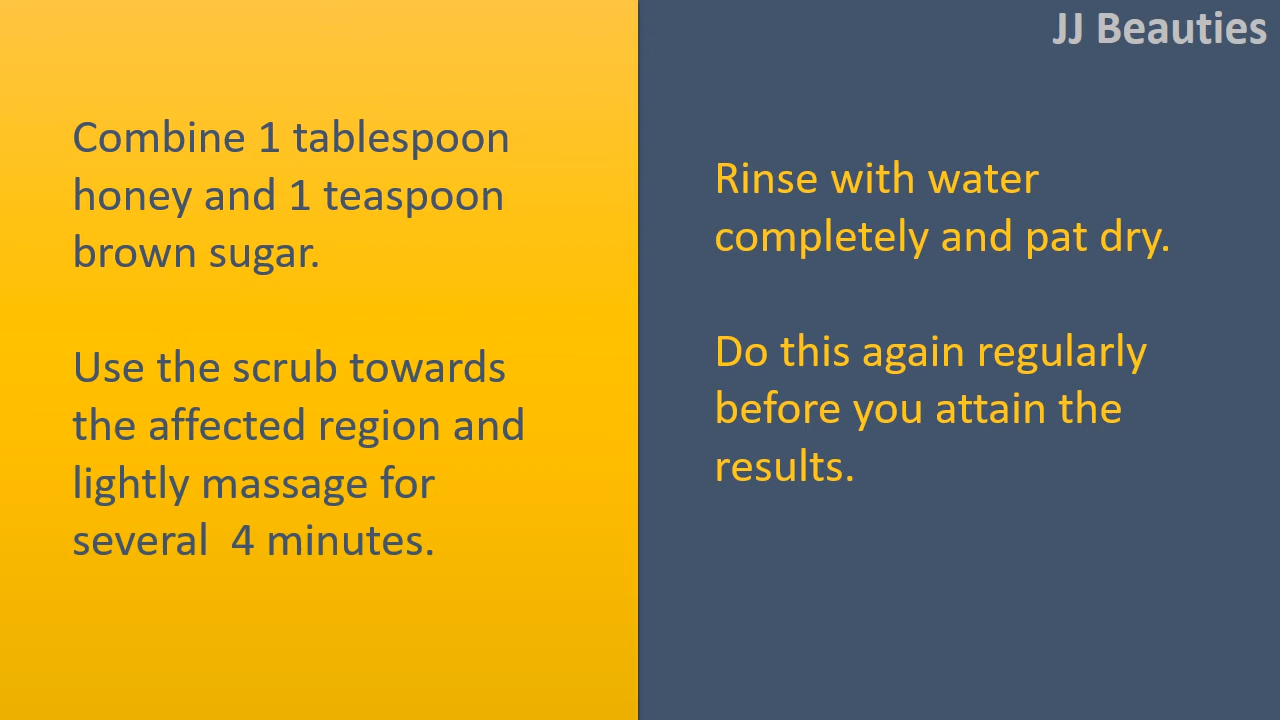 JJ Beauties
Combine 1 tablespoon
honey and 1 teaspoon
brown sugar.
Use the scrub towards
the affected region and
lightly massage for
several  4 minutes.
Rinse with water
completely and pat dry.
Do this again regularly
before you attain the
results.